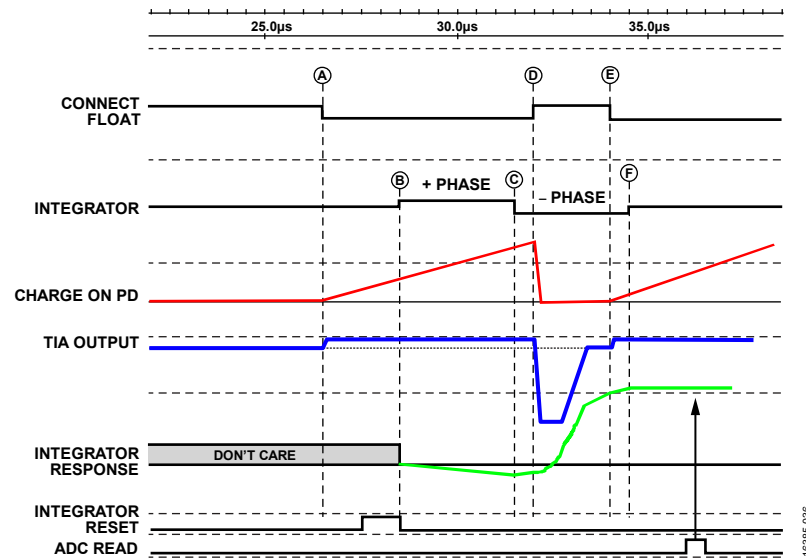 25.0µs 30.0µs 35.0µs
A D E
CONNECT
FLOAT
B + PHASE C – PHASE F
INTEGRATOR
CHARGE ON PD
TIA OUTPUT
DON'T CARE
INTEGRATOR
RESPONSE
INTEGRATOR
RESET
ADC READ